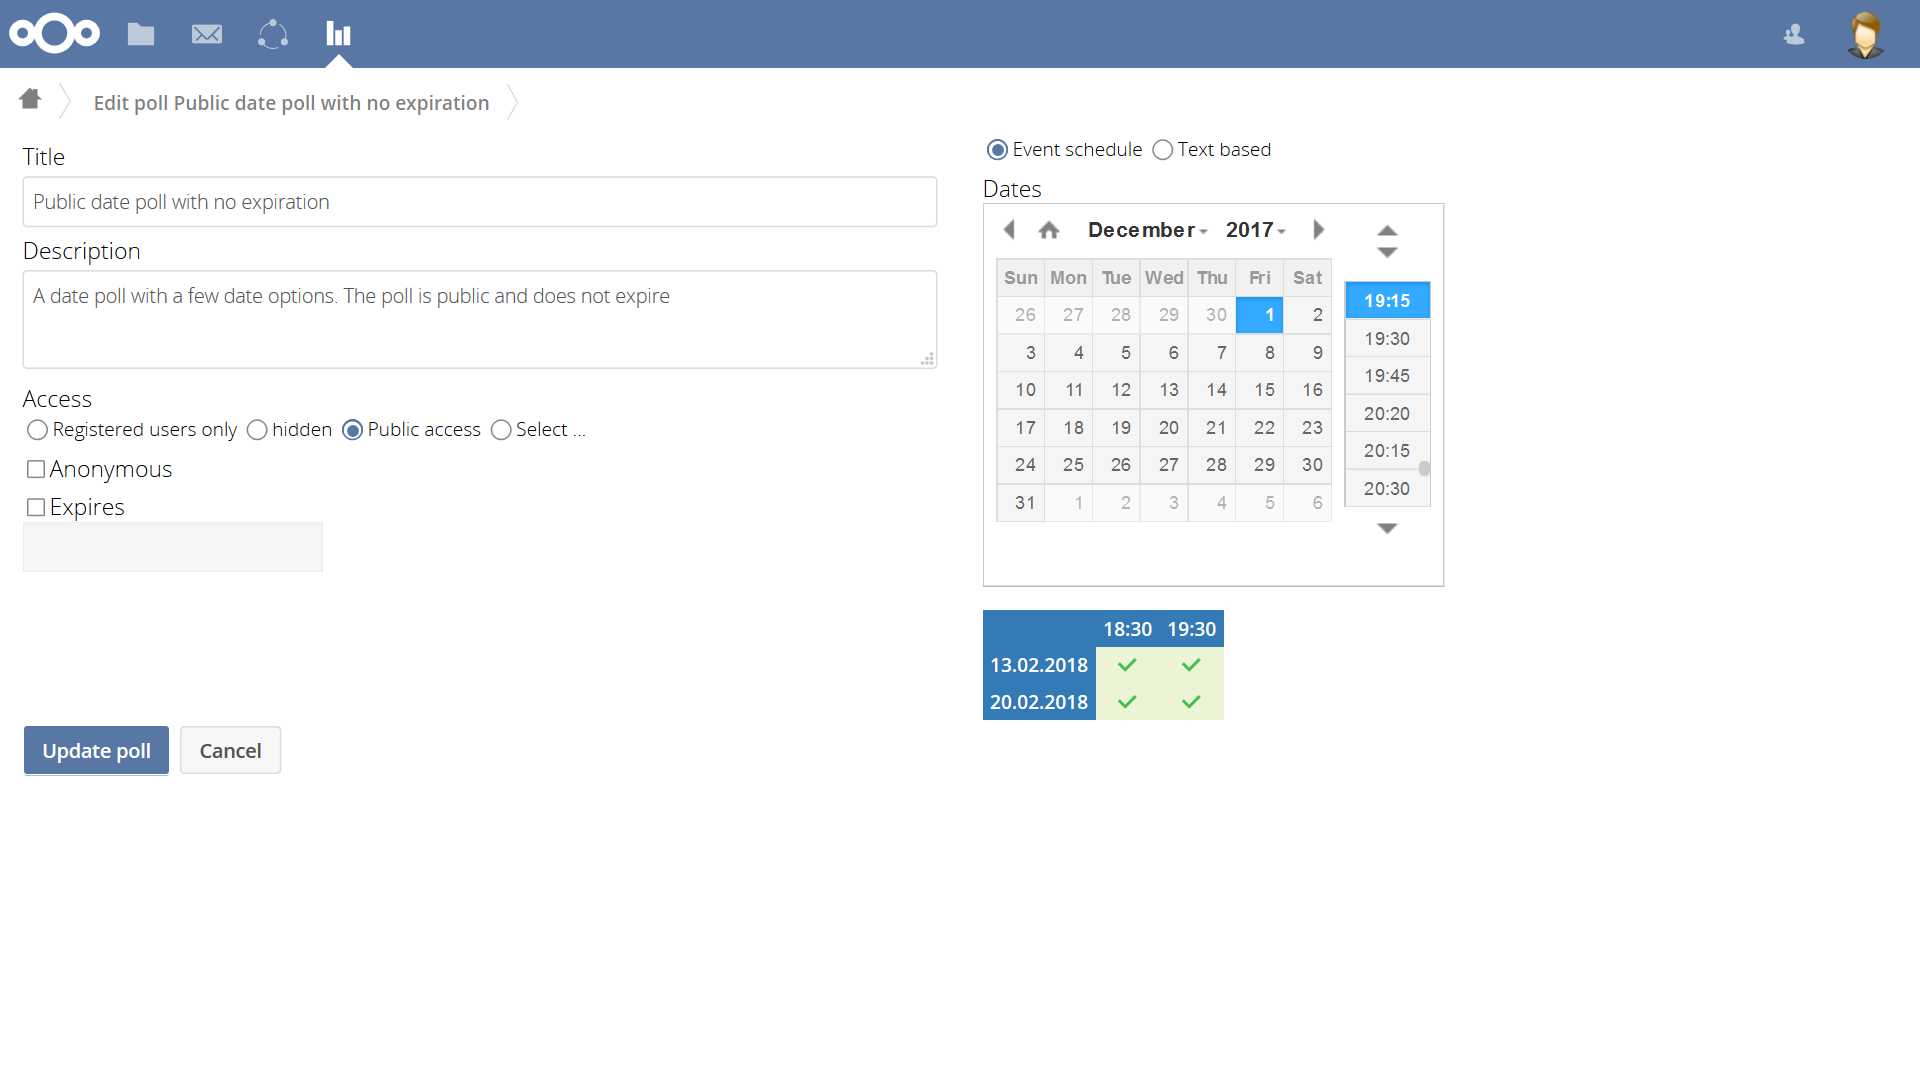 Edit poll Public date poll with no expiration
Title
Public date poll with no expiration
Description
A date poll with a few date options. The poll is public and does not expire
Access
Registered users only hidden Public access Select ...
Anonymous
Expires
Update poll Cancel
Event schedule Text based
Dates
December 2017
Sun Mon Tue Wed Thu Fri Sat
26 27 28 29 30 1 2
3 4 5 6 7 8 9
10 11 12 13 14 15 16
17 18 19 20 21 22 23
24 25 26 27 28 29 30
31 1 2 3 4 5 6
19:15
19:30
19:45
20:20
20:15
20:30
18:30 19:30
13.02.2018
20.02.2018